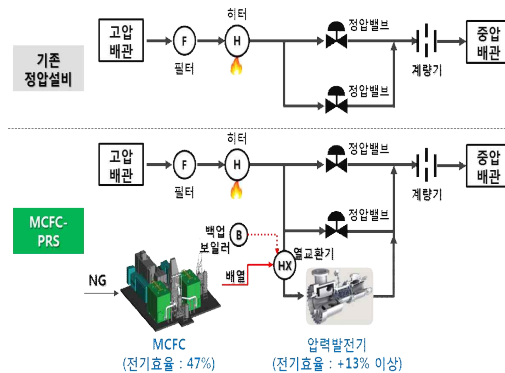 기존
정압설비
고압
배관
F
필터
히터
H
정압밸브
정압밸브
계량기
중압
배관
MCFC-
PRS
고압
배관
F
필터
히터
H
정압밸브
정압밸브
계량기
중압
배관
백업
보일러
B
열교환기
HX
배열
NG
MCFC
(전기효율 : 47%)
압력발전기
(전기효율 : +13% 이상)